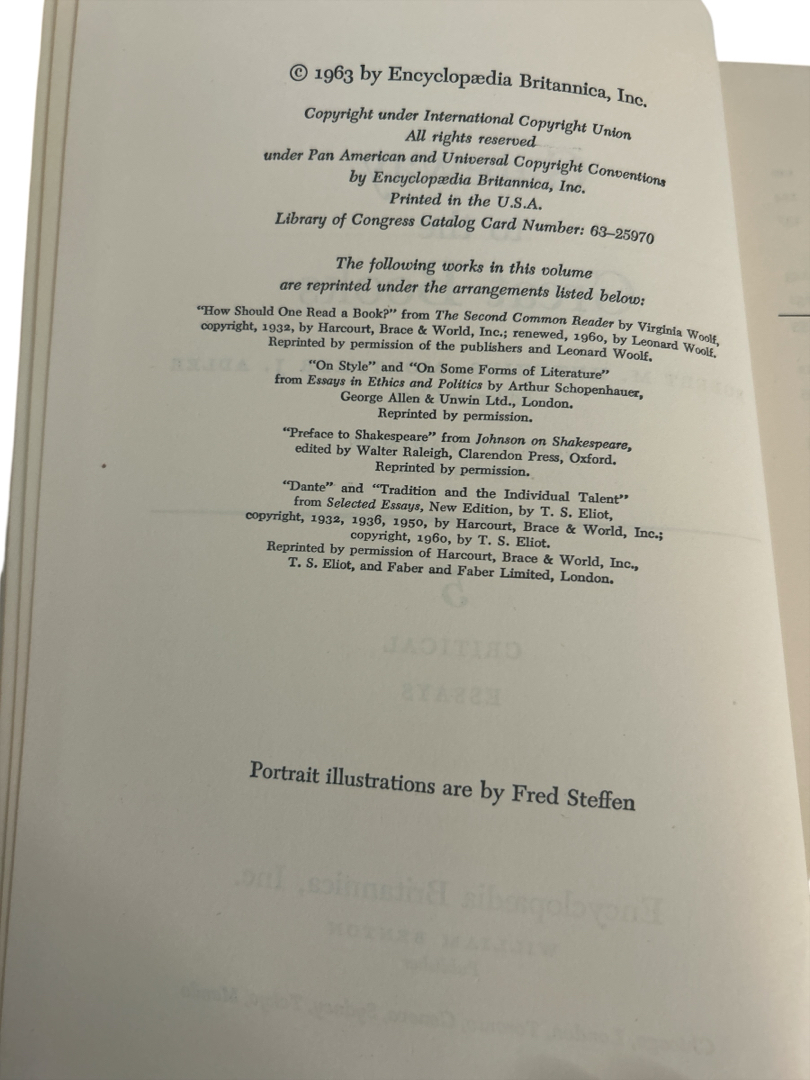 © 1963 by Encyclopædia Britannica, Inc.
Copyright under International Copyright Union
All rights reserved
under Pan American and Universal Copyright Conventions
by Encyclopædia Britannica, Inc.
Printed in the U.S.A.
Library of Congress Catalog Card Number: 63–25970
The following works in this volume
are reprinted under the arrangements listed below:
“How Should One Read a Book?” from The Second Common Reader by Virginia Woolf,
copyright, 1932, by Harcourt, Brace & World, Inc.; renewed, 1960, by Leonard Woolf.
Reprinted by permission of the publishers and Leonard Woolf.
“On Style” and “On Some Forms of Literature”
from Essays in Ethics and Politics by Arthur Schopenhauer,
George Allen & Unwin Ltd., London.
Reprinted by permission.
“Preface to Shakespeare” from Johnson on Shakespeare,
edited by Walter Raleigh, Clarendon Press, Oxford.
Reprinted by permission.
“Dante” and “Tradition and the Individual Talent”
from Selected Essays, New Edition, by T. S. Eliot,
copyright, 1932, 1936, 1950, by Harcourt, Brace & World, Inc.;
copyright, 1960, by T. S. Eliot.
Reprinted by permission of Harcourt, Brace & World, Inc.,
T. S. Eliot, and Faber and Faber Limited, London.
CRITICAL
ESSAYS
Portrait illustrations are by Fred Steffen
Encyclopædia Britannica, Inc.
WILLIAM BENTON
Publisher